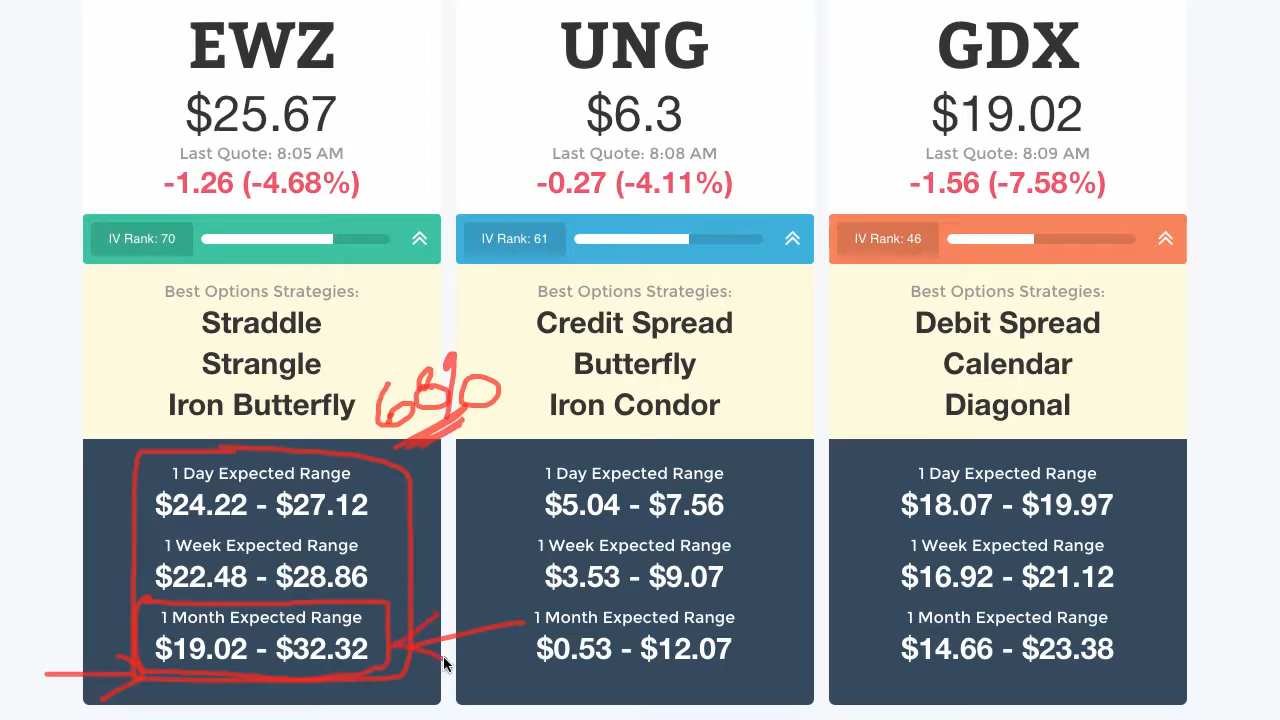 EWZ
$25.67
Last Quote: 8:05 AM
-1.26 (-4.68%)
IV Rank: 70
Best Options Strategies:
Straddle
Strangle
Iron Butterfly
1 Day Expected Range
$24.22 - $27.12
1 Week Expected Range
$22.48 - $28.86
1 Month Expected Range
$19.02 - $32.32
UNG
$6.3
Last Quote: 8:08 AM
-0.27 (-4.11%)
IV Rank: 61
Best Options Strategies:
Credit Spread
Butterfly
Iron Condor
1 Day Expected Range
$5.04 - $7.56
1 Week Expected Range
$3.53 - $9.07
1 Month Expected Range
$0.53 - $12.07
GDX
$19.02
Last Quote: 8:09 AM
-1.56 (-7.58%)
IV Rank: 46
Best Options Strategies:
Debit Spread
Calendar
Diagonal
1 Day Expected Range
$18.07 - $19.97
1 Week Expected Range
$16.92 - $21.12
1 Month Expected Range
$14.66 - $23.38
68%